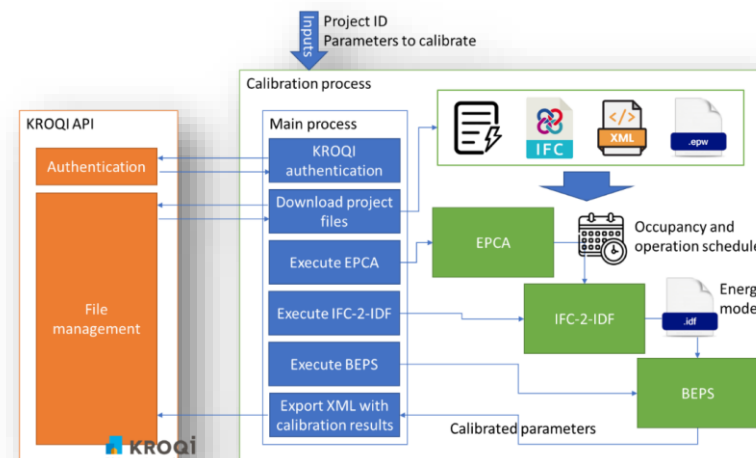 Inputs
Project ID
Parameters to calibrate
Calibration process
KROQI API
Main process
Authentication
KROQI
authentication
Download project
files
Execute EPCA
Execute IFC-2-IDF
Execute BEPS
Export XML with
calibration results
File
management
KROQI
IFC
</>
XML
.epw
EPCA
Occupancy and
operation schedule
IFC-2-IDF
.idf
BEPS
Calibrated parameters